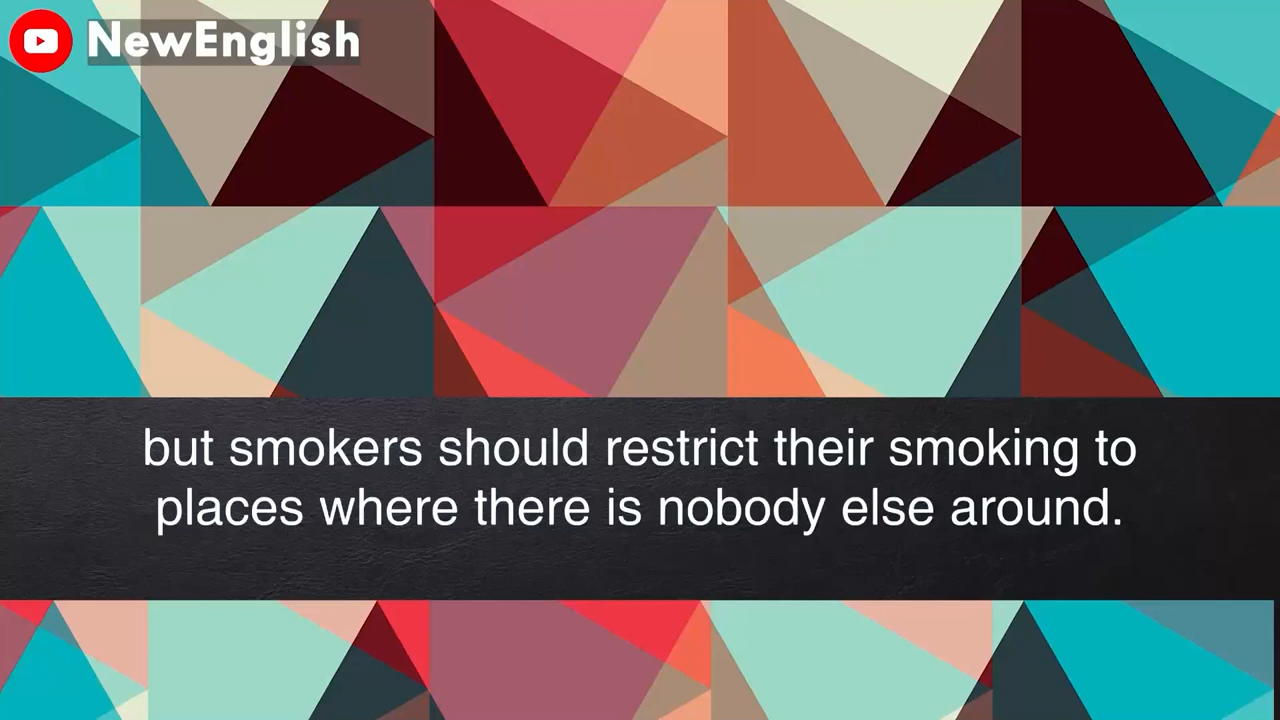 NewEnglish
but smokers should restrict their smoking to
places where there is nobody else around.